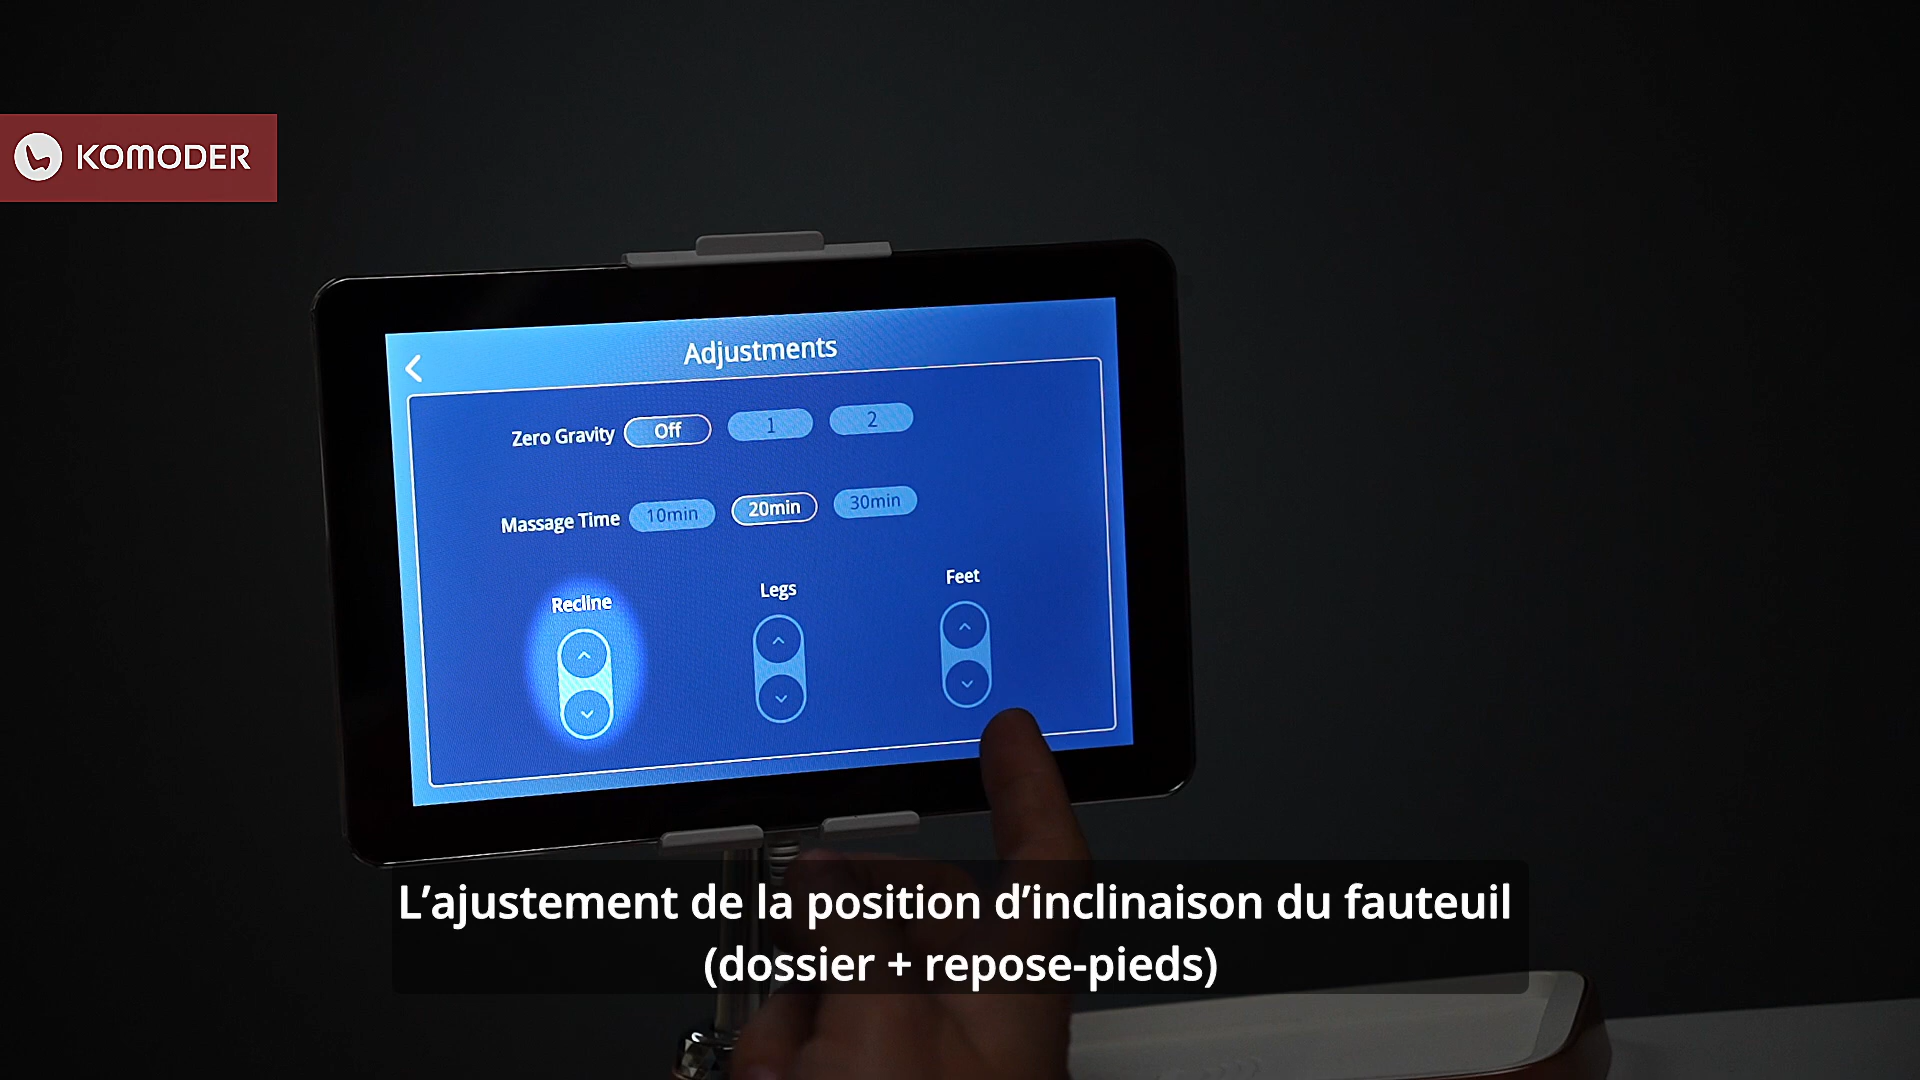 KOMODER
Adjustments
Zero Gravity Off 1 2
Massage Time 10min 20min 30min
Recline Legs Feet
L’ajustement de la position d’inclinaison du fauteuil
(dossier + repose-pieds)